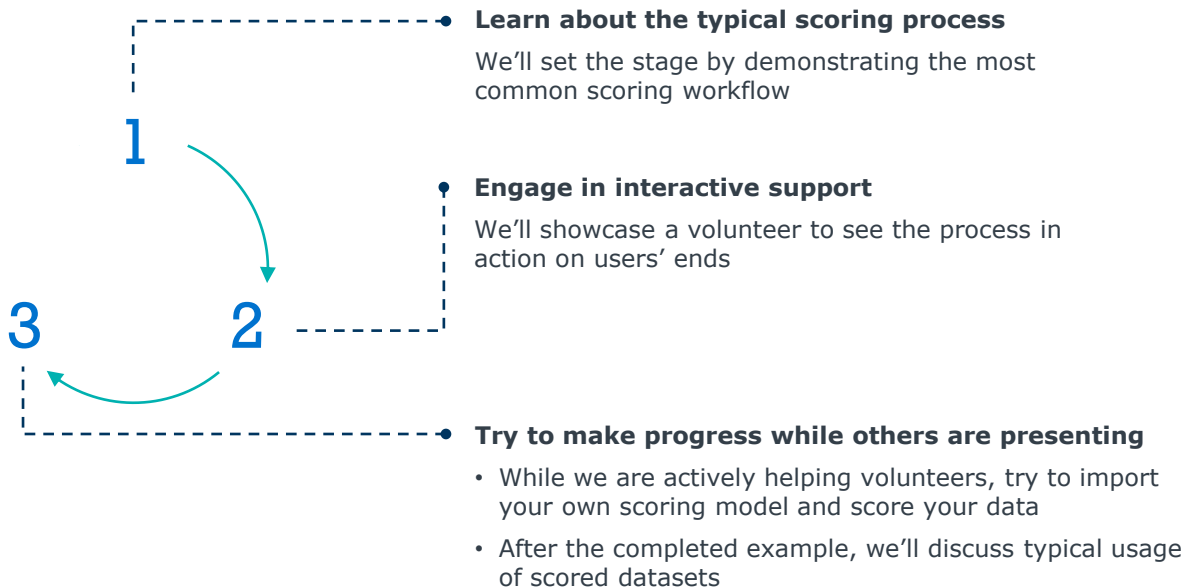 Learn about the typical scoring process
We’ll set the stage by demonstrating the most
common scoring workflow
1
Engage in interactive support
We’ll showcase a volunteer to see the process in
action on users’ ends
3
2
Try to make progress while others are presenting
• While we are actively helping volunteers, try to import
your own scoring model and score your data
• After the completed example, we’ll discuss typical usage
of scored datasets